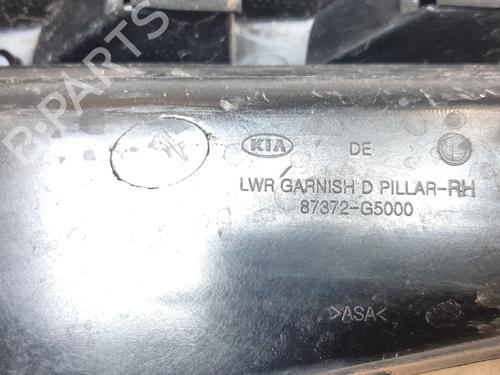 KIA DE
LWR GARNISH D PILLAR-RH
87372-G5000
>ASA<
B-PARTS